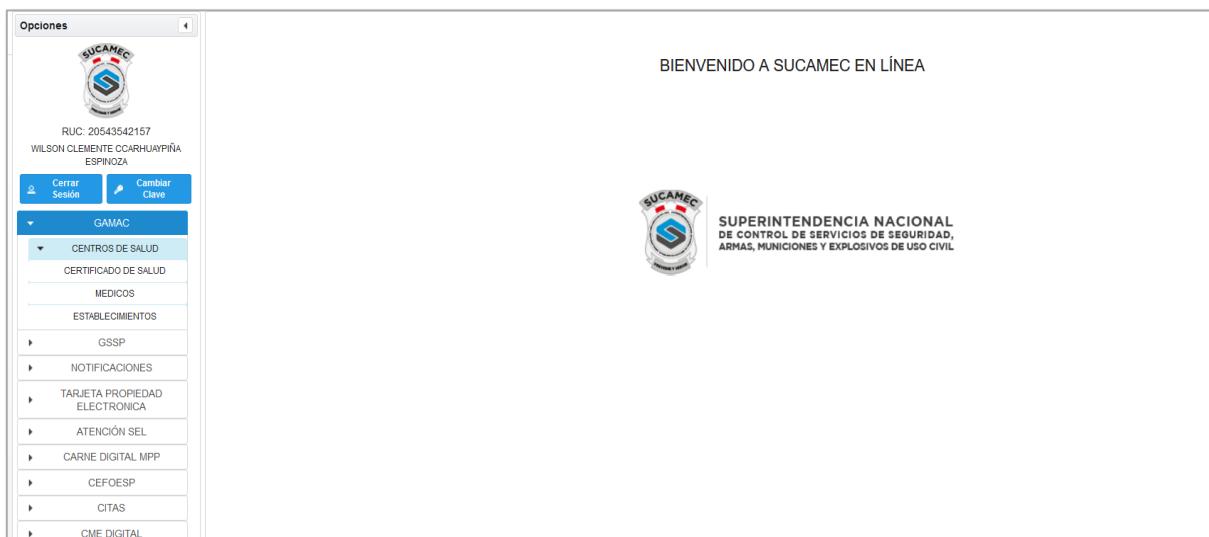 Opciones
SUCAMEC
RUC: 20543542157
WILSON CLEMENTE CCARHUAYPIÑA
ESPINOZA
Cerrar
Sesión
Cambiar
Clave
GAMAC
CENTROS DE SALUD
CERTIFICADO DE SALUD
MEDICOS
ESTABLECIMIENTOS
GSSP
NOTIFICACIONES
TARJETA PROPIEDAD
ELECTRONICA
ATENCIÓN SEL
CARNE DIGITAL MPP
CEFOESP
CITAS
CME DIGITAL
BIENVENIDO A SUCAMEC EN LÍNEA
SUCAMEC
SUPERINTENDENCIA NACIONAL
DE CONTROL DE SERVICIOS DE SEGURIDAD,
ARMAS, MUNICIONES Y EXPLOSIVOS DE USO CIVIL